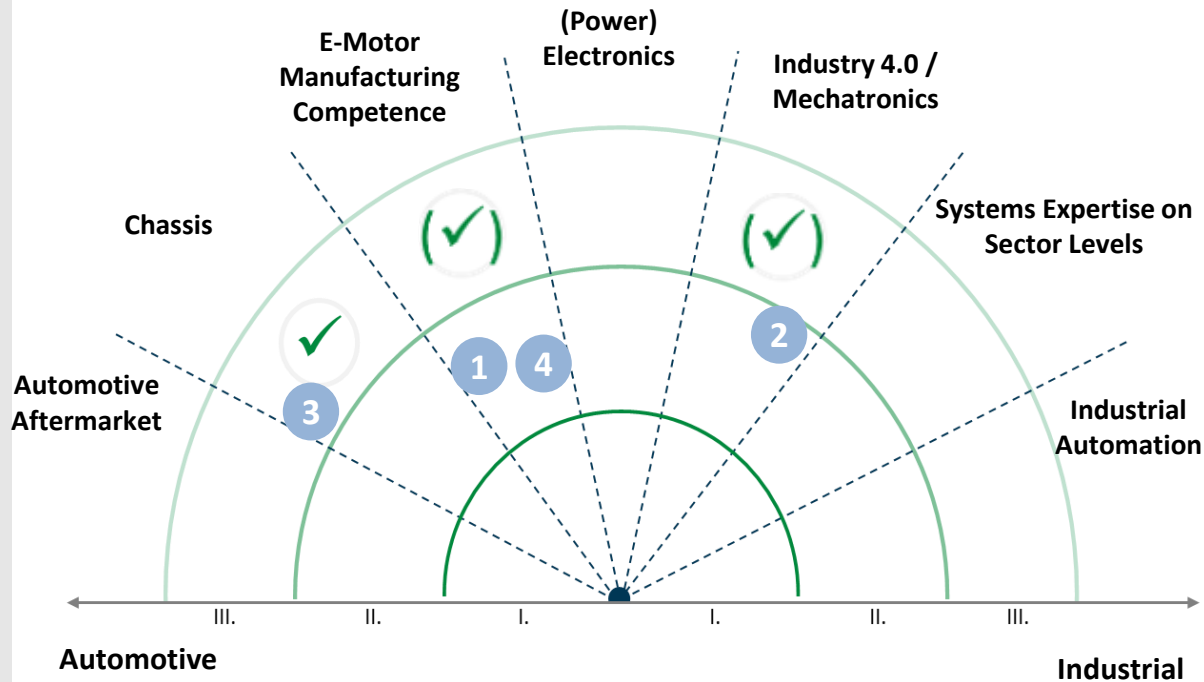 (Power)
Electronics
E-Motor
Manufacturing
Competence
Industry 4.0 /
Mechatronics
Chassis
Systems Expertise on
Sector Levels
Automotive
Aftermarket
Industrial
Automation
1
4
2
3
III.
II.
I.
I.
II.
III.
Automotive
Industrial